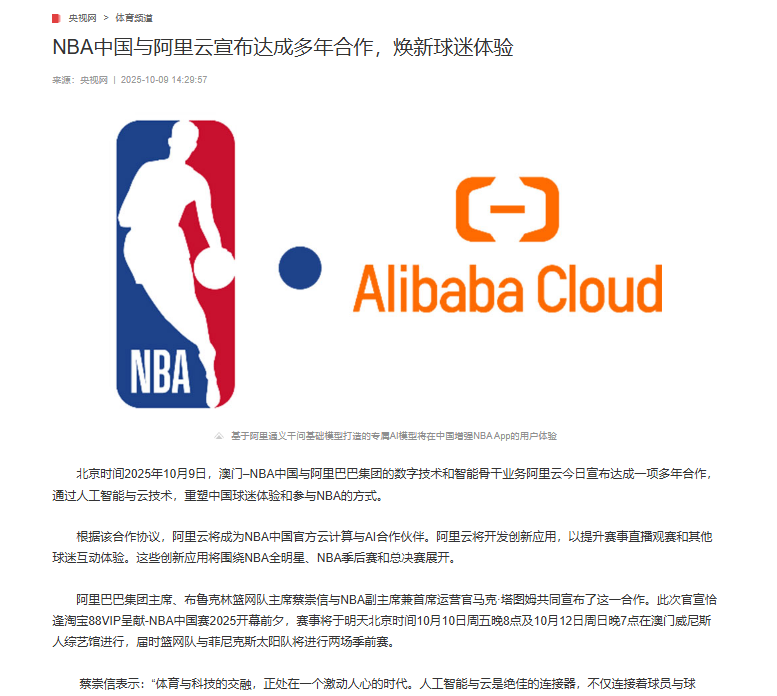 央视网 > 体育频道
NBA中国与阿里云宣布达成多年合作，焕新球迷体验
来源：央视网 | 2025-10-09 14:29:57
NBA
Alibaba Cloud
基于阿里通义千问基础模型打造的专属AI模型将在中国增强NBA App的用户体验
北京时间2025年10月9日，澳门–NBA中国与阿里巴巴集团的数字技术和智能骨干业务阿里云今日宣布达成一项多年合作，
通过人工智能与云技术，重塑中国球迷体验和参与NBA的方式。
根据该合作协议，阿里云将成为NBA中国官方云计算与AI合作伙伴。阿里云将开发创新应用，以提升赛事直播观赛和其他
球迷互动体验。这些创新应用将围绕NBA全明星、NBA季后赛和总决赛展开。
阿里巴巴集团主席、布鲁克林篮网队主席蔡崇信与NBA副主席兼首席运营官马克·塔图姆共同宣布了这一合作。此次官宣恰
逢淘宝88VIP呈献-NBA中国赛2025开幕前夕，赛事将于明天北京时间10月10日周五晚8点及10月12日周日晚7点在澳门威尼斯
人综艺馆进行，届时篮网队与菲尼克斯太阳队将进行两场季前赛。
蔡崇信表示：“体育与科技的交融，正处在一个激动人心的时代。人工智能与云是绝佳的连接器，不仅连接着球员与球